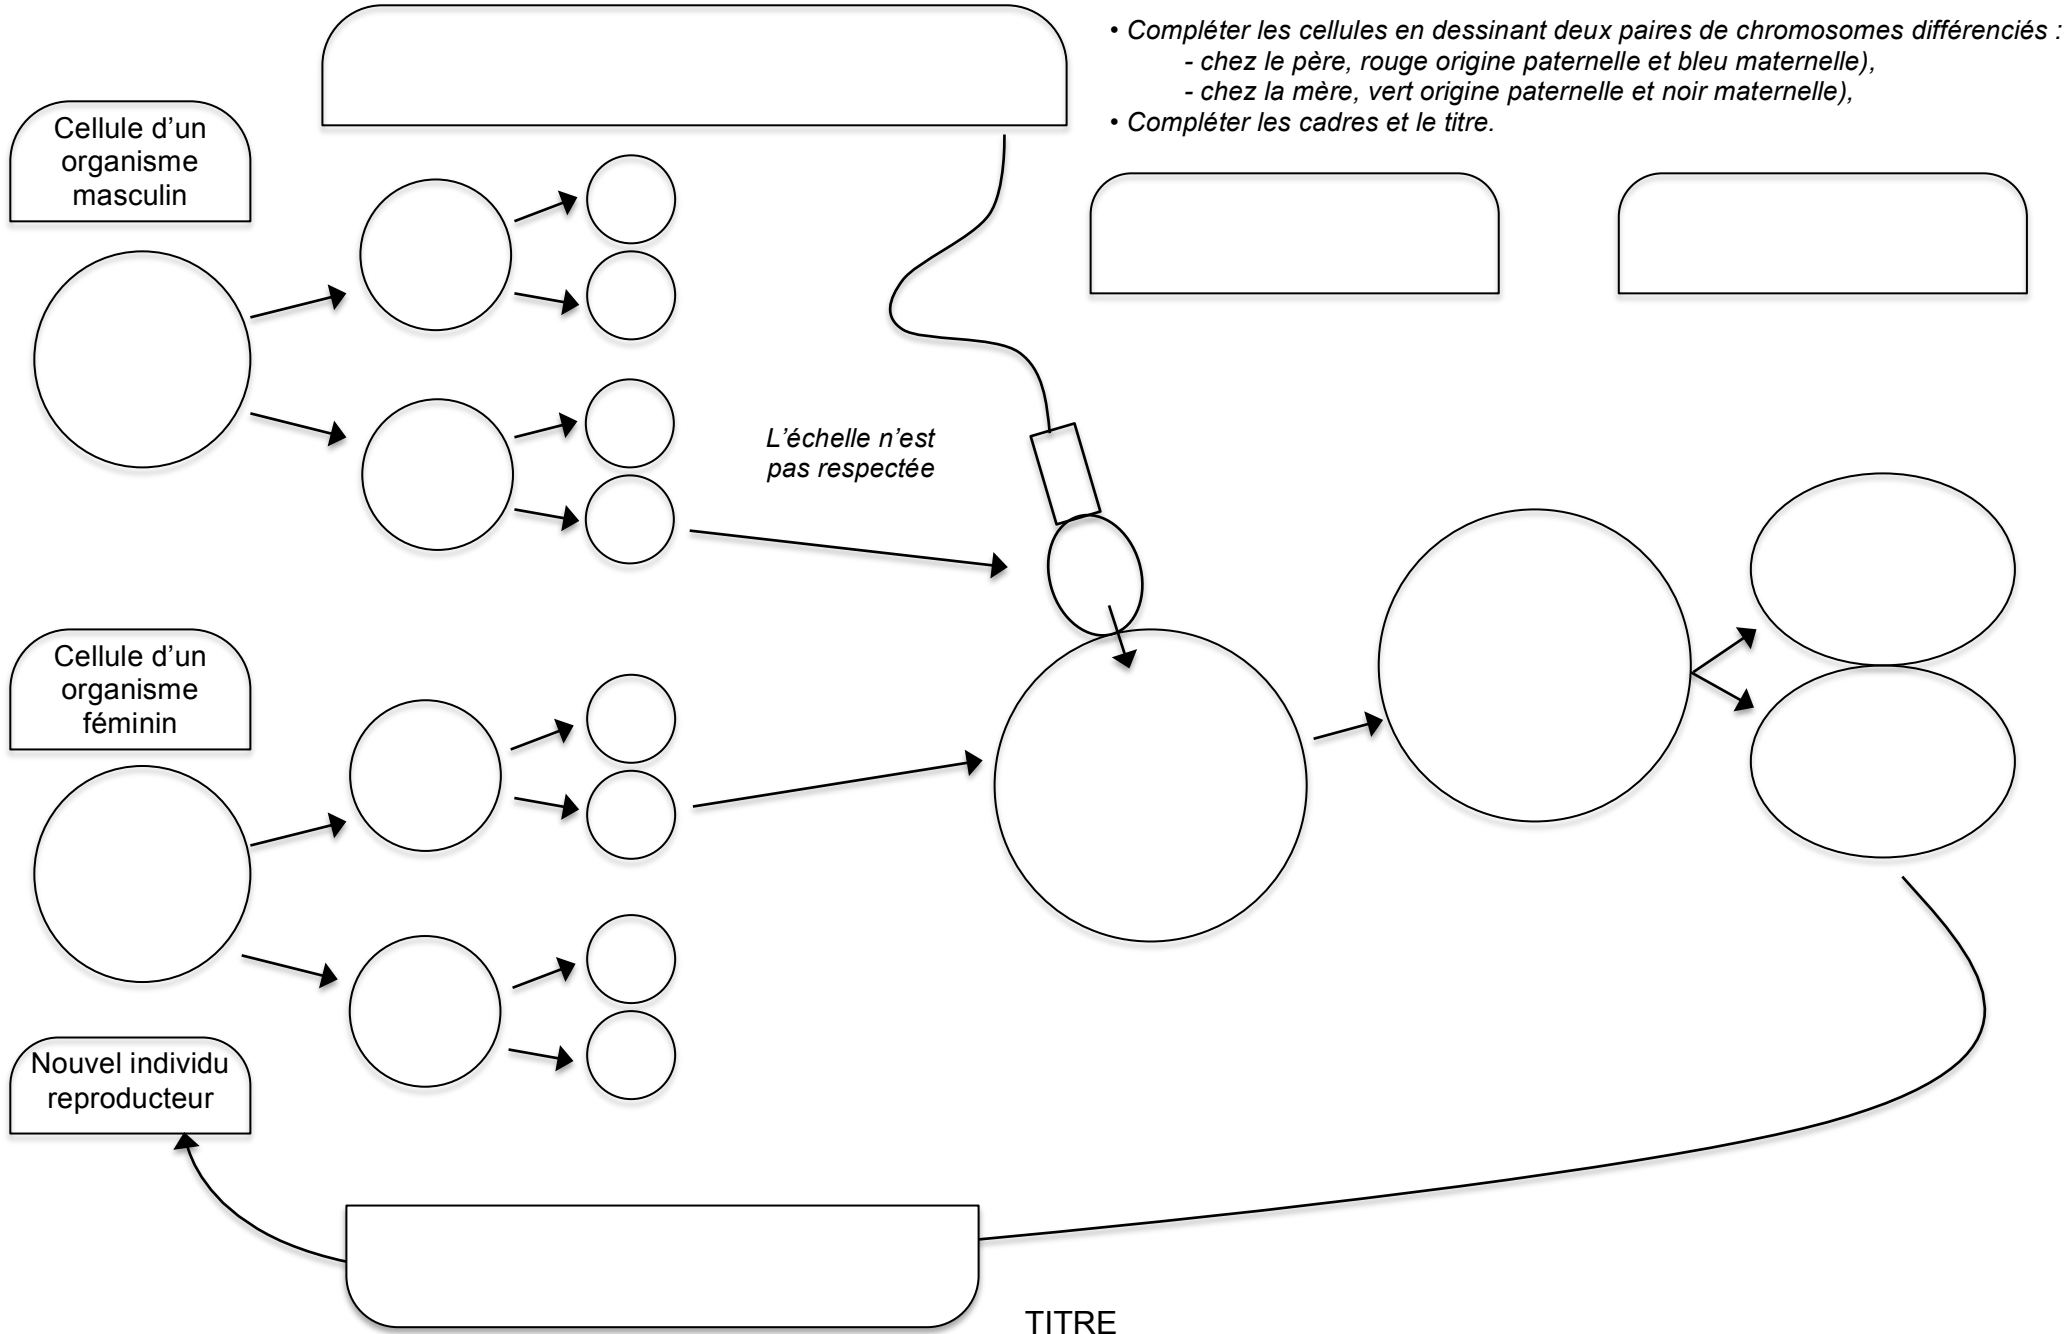 • Compléter les cellules en dessinant deux paires de chromosomes différenciés :
- chez le père, rouge origine paternelle et bleu maternelle),
- chez la mère, vert origine paternelle et noir maternelle),
• Compléter les cadres et le titre.
Cellule d’un
organisme
masculin
L’échelle n’est
pas respectée
Cellule d’un
organisme
féminin
Nouvel individu
reproducteur
TITRE